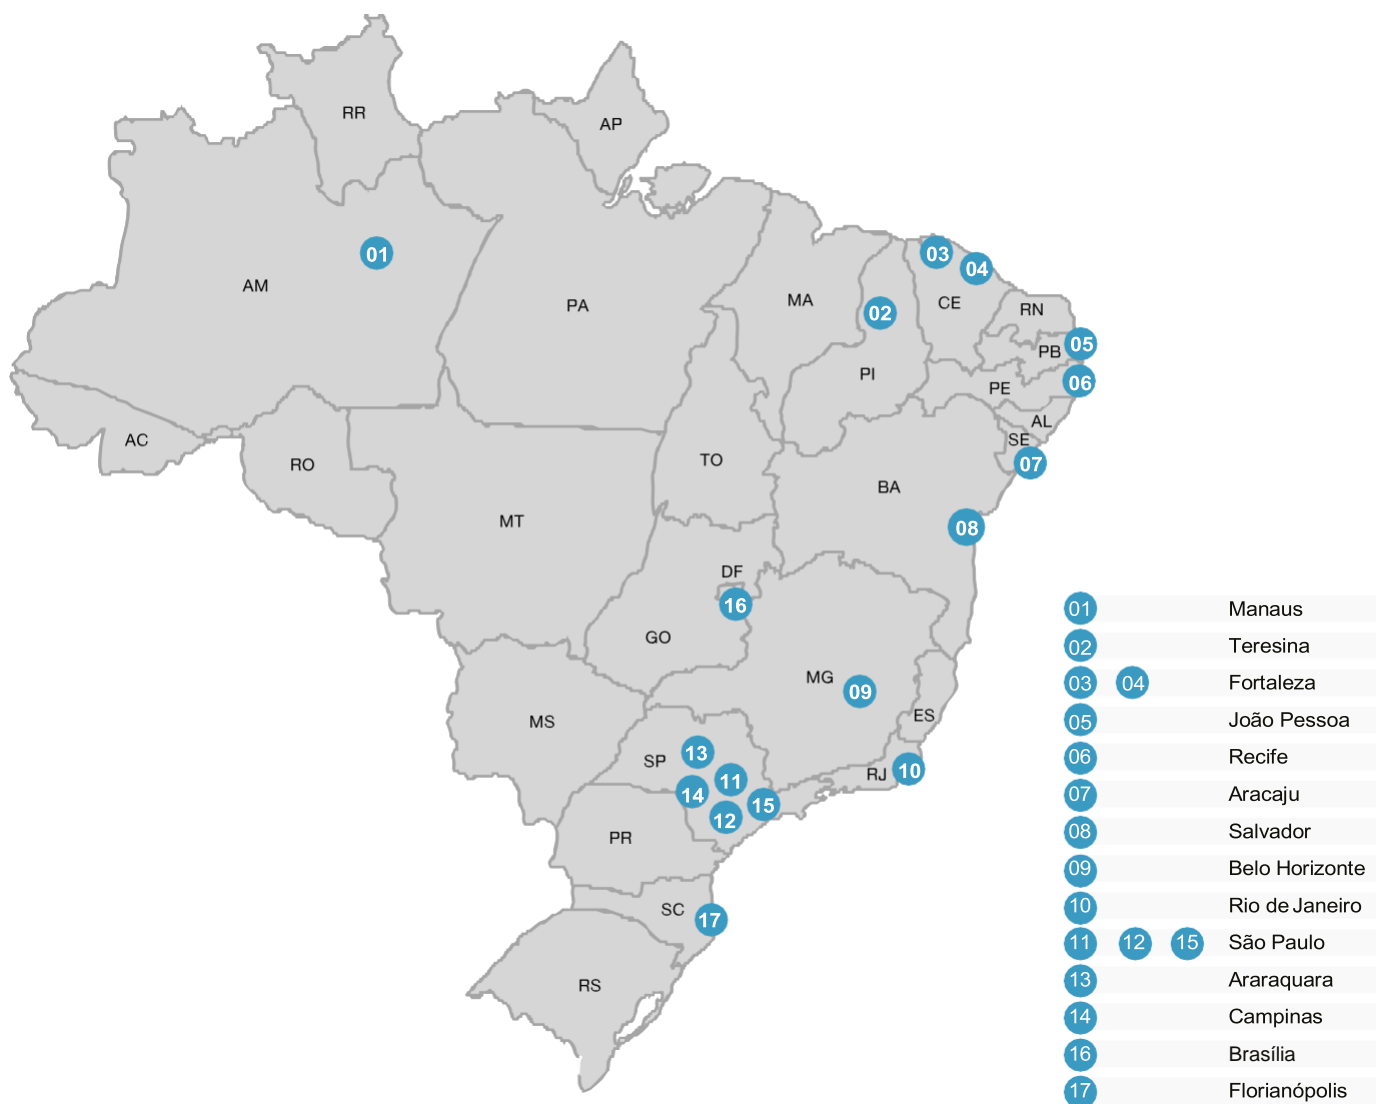 RR
AP
01
AM
PA
MA
02
03
04
CE
RN
PB
05
PI
PE
06
AL
SE
07
AC
RO
TO
BA
MT
08
DF
16
GO
MG
09
MS
ES
SP
13
11
14
12
15
RJ
10
PR
SC
17
RS
01 Manaus
02 Teresina
03 04 Fortaleza
05 João Pessoa
06 Recife
07 Aracaju
08 Salvador
09 Belo Horizonte
10 Rio de Janeiro
11 12 15 São Paulo
13 Araraquara
14 Campinas
16 Brasília
17 Florianópolis